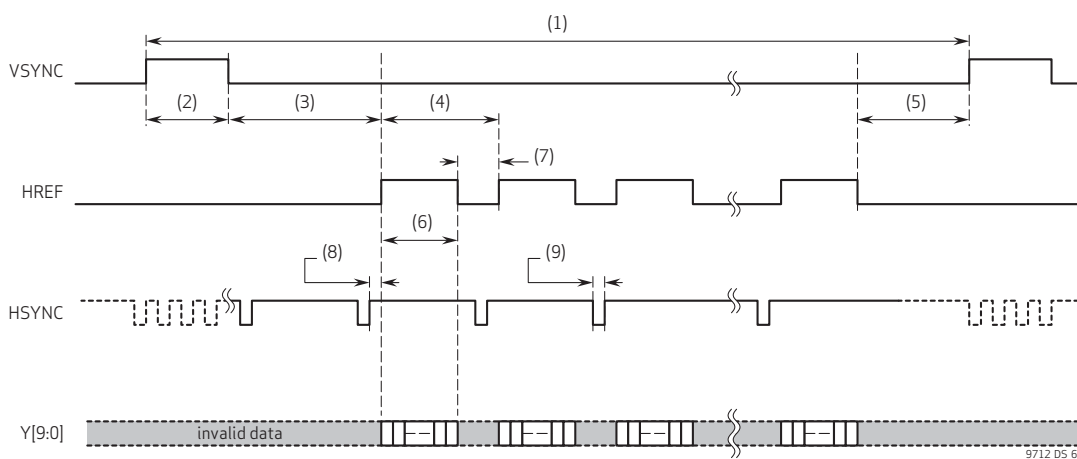 (1)
VSYNC
(2)
(3)
(4)
(5)
(7)
HREF
(6)
(8)
(9)
HSYNC
Y[9:0]
invalid data
9712 DS 6